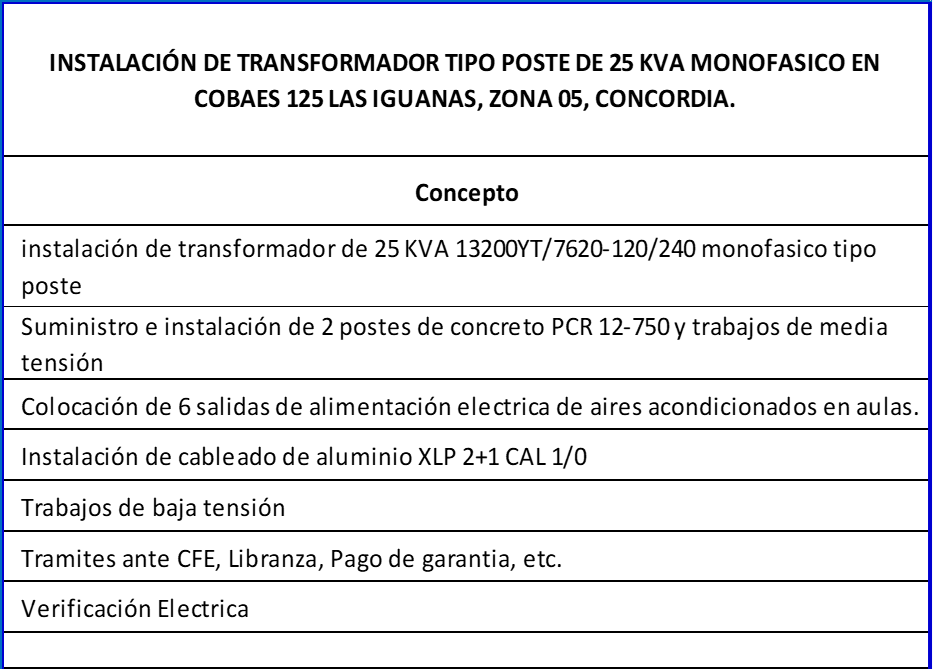 INSTALACIÓN DE TRANSFORMADOR TIPO POSTE DE 25 KVA MONOFASICO EN
COBAES 125 LAS IGUANAS, ZONA 05, CONCORDIA.
Concepto
instalación de transformador de 25 KVA 13200YT/7620-120/240 monofasico tipo
poste
Suministro e instalación de 2 postes de concreto PCR 12-750 y trabajos de media
tensión
Colocación de 6 salidas de alimentación electrica de aires acondicionados en aulas.
Instalación de cableado de aluminio XLP 2+1 CAL 1/0
Trabajos de baja tensión
Tramites ante CFE, Libranza, Pago de garantia, etc.
Verificación Electrica